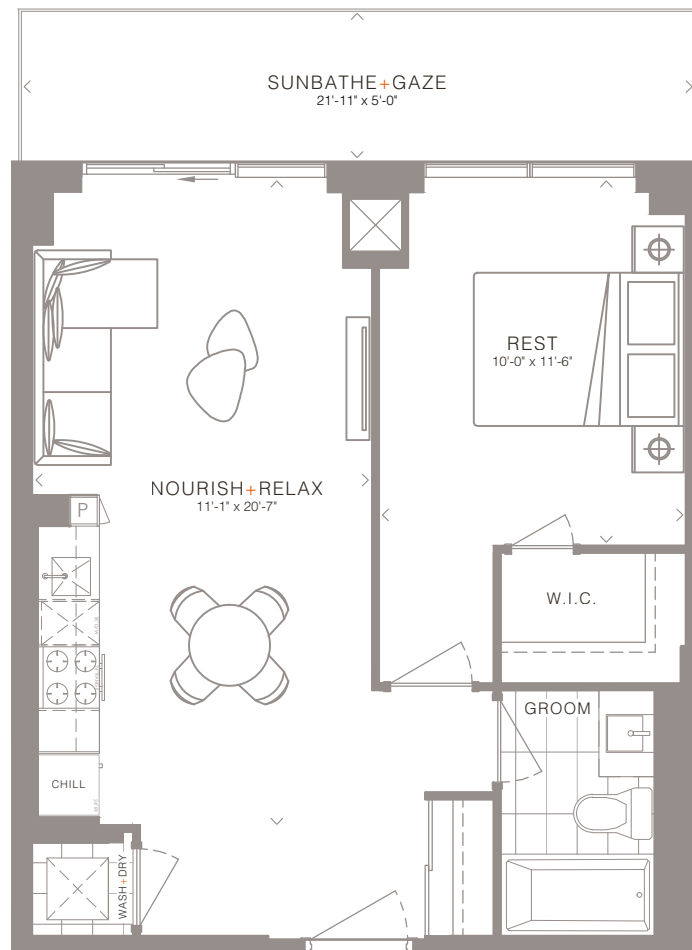 SUNBATHE+GAZE
21'-11" x 5'-0"
REST
10'-0" x 11'-6"
NOURISH+RELAX
11'-1" x 20'-7"
P
W.I.C.
GROOM
CHILL
WASH+DRY